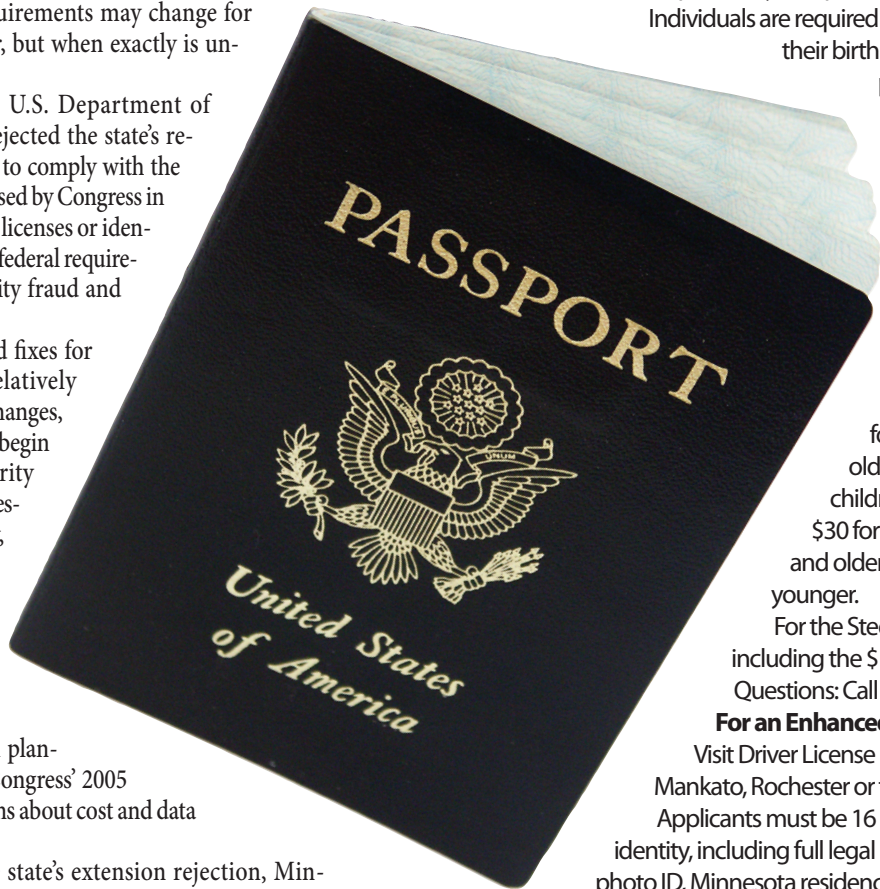 uirements may change for
, but when exactly is un-
U.S. Department of
ejected the state's re-
to comply with the
sed by Congress in
licenses or iden-
federal require-
ity fraud and
d fixes for
elatively
hanges,
begin
rity
es-
plan-
ongress' 2005
ns about cost and data
state's extension rejection, Min-
PASSPORT
UNUM
United States
of America
Individuals are required
their birth
fo
old
childr
$30 for
and older
younger.
For the Stee
including the $
Questions: Call
For an Enhanced
Visit Driver License
Mankato, Rochester or
Applicants must be 16
identity, including full legal
photo ID, Minnesota residenc